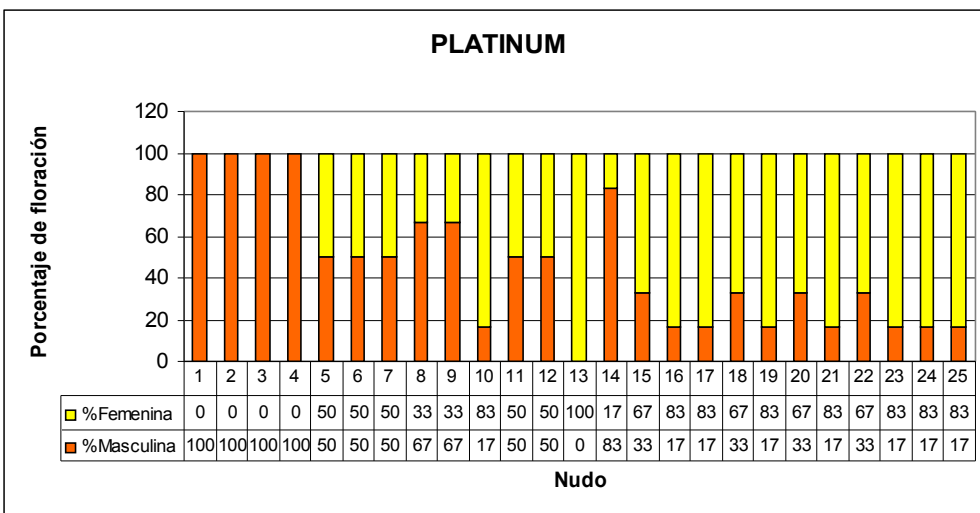 PLATINUM
Porcentaje de floración
120
100
80
60
40
20
0
1 2 3 4 5 6 7 8 9 10 11 12 13 14 15 16 17 18 19 20 21 22 23 24 25
%Femenina 0 0 0 0 50 50 50 33 33 83 50 50 100 17 67 83 83 67 83 67 83 67 83 83 83
%Masculina 100 100 100 100 50 50 50 67 67 17 50 50 0 83 33 17 17 33 17 33 17 33 17 17 17
Nudo